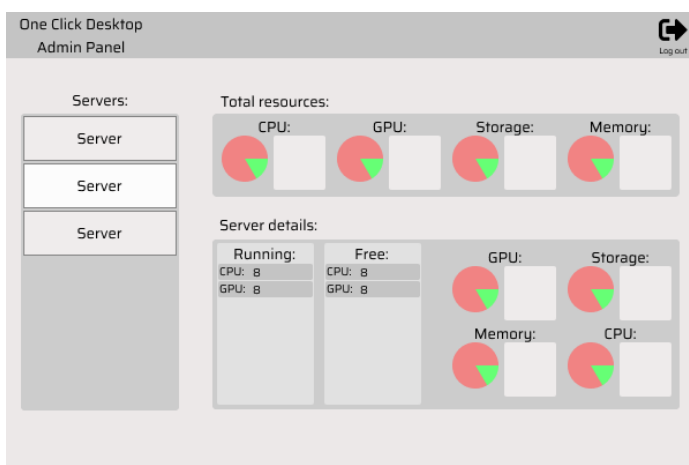 One Click Desktop
Admin Panel
Log out
Servers:
Server
Server
Server
Total resources:
CPU:
GPU:
Storage:
Memory:
Server details:
Running:
CPU: 8
GPU: 8
Free:
CPU: 8
GPU: 8
GPU:
Storage:
Memory:
CPU: